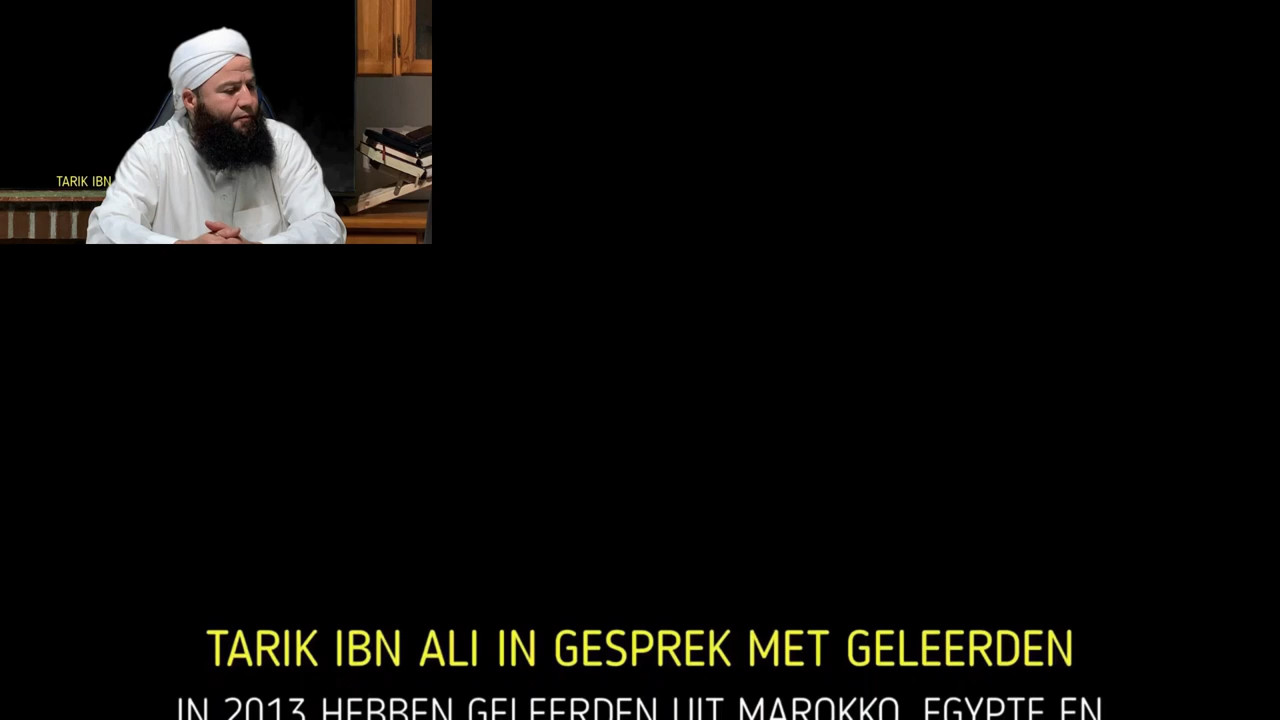 TARIK IBN
TARIK IBN ALI IN GESPREK MET GELEERDEN
IN 2013 HEBBEN GELEERDEN UIT MAROKKO, EGYPTE EN